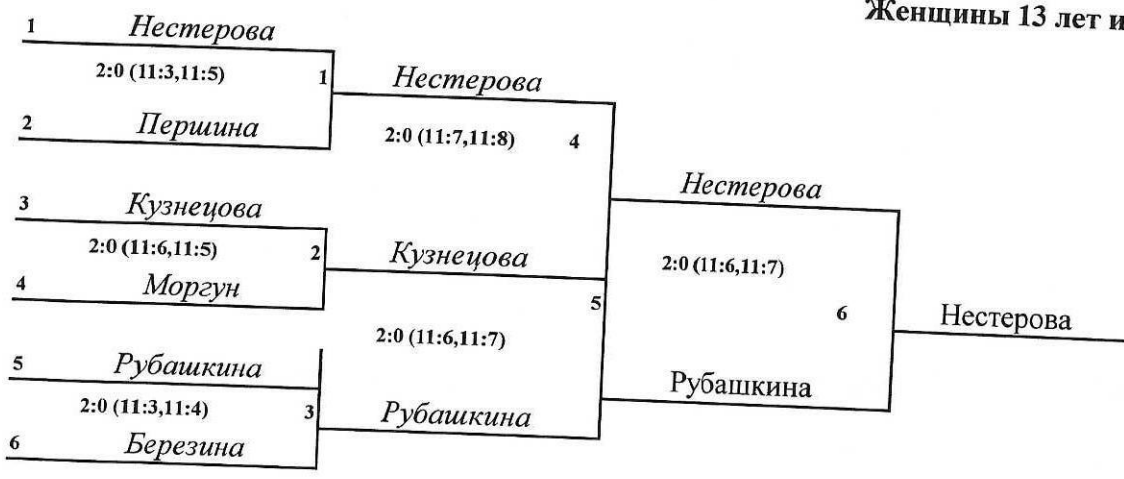 Женщины 13 лет и
1 Нестерова
2:0 (11:3,11:5) 1
2 Першина
Нестерова
2:0 (11:7,11:8) 4
3 Кузнецова
2:0 (11:6,11:5) 2
4 Моргун
Кузнецова
5
2:0 (11:6,11:7)
5 Рубашкина
2:0 (11:3,11:4) 3
6 Березина
Рубашкина
Нестерова
2:0 (11:6,11:7)
6
Рубашкина
Нестерова